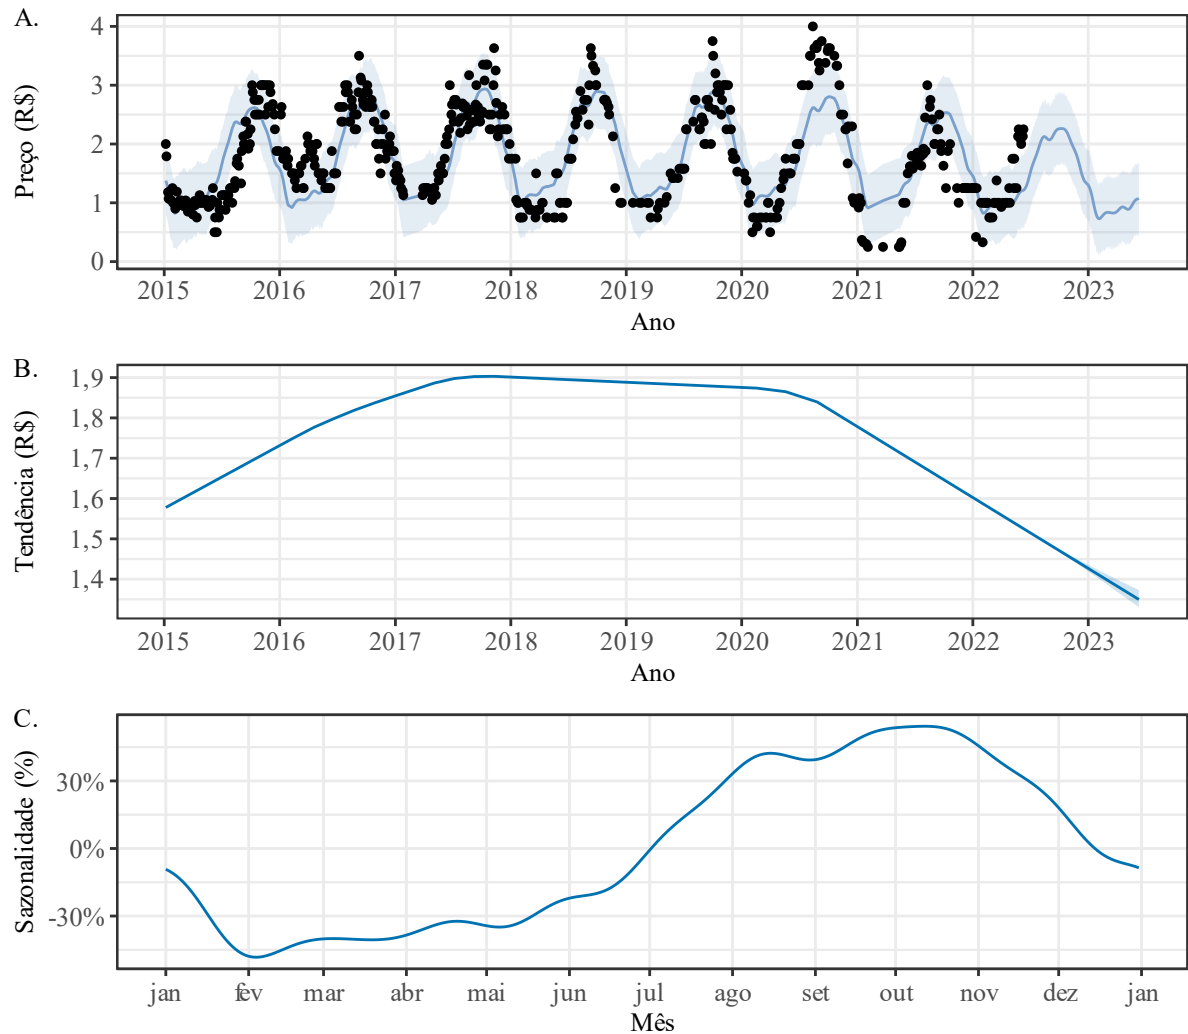 A.
Preço (R$)
4
3
2
1
0
2015 2016 2017 2018 2019 2020 2021 2022 2023
Ano
B.
Tendência (R$)
1,9
1,8
1,7
1,6
1,5
1,4
2015 2016 2017 2018 2019 2020 2021 2022 2023
Ano
C.
Sazonalidade (%)
30%
0%
-30%
jan fev mar abr mai jun jul ago set out nov dez jan
Mês